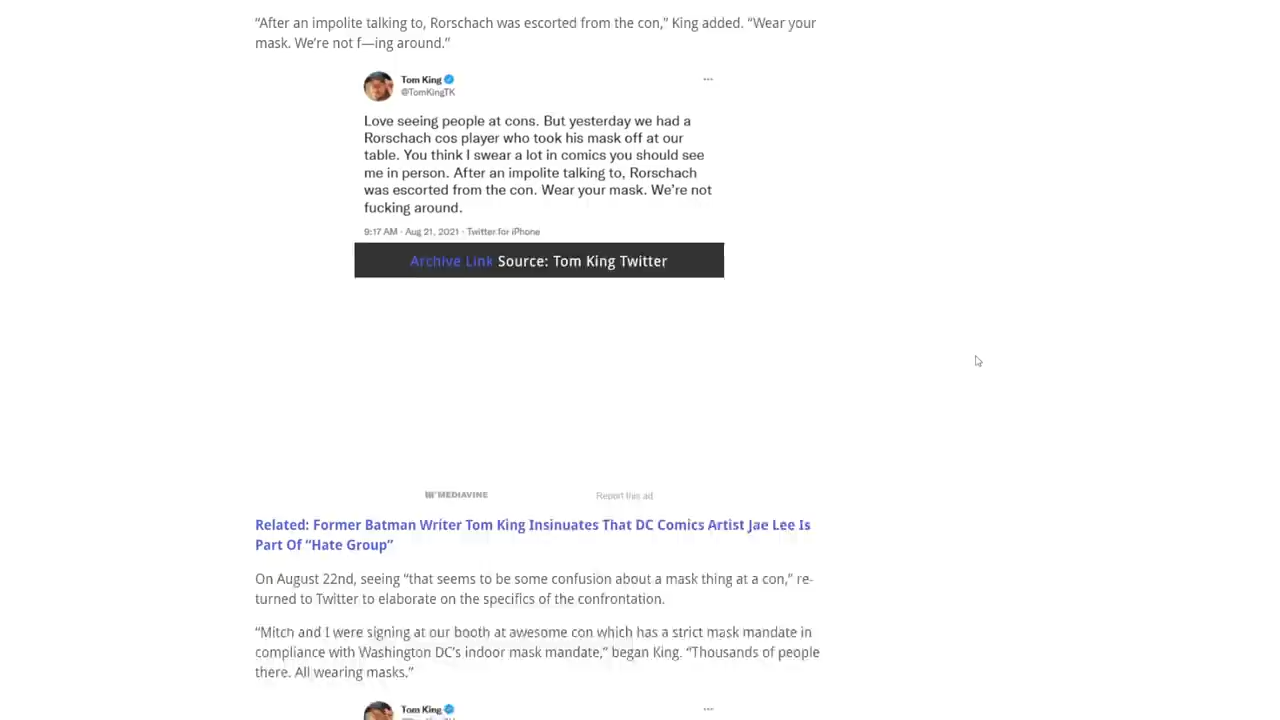 “After an impolite talking to, Rorschach was escorted from the con,” King added. “Wear your
mask. We’re not f—ing around.”
Tom King
@TomKingTK
Love seeing people at cons. But yesterday we had a
Rorschach cos player who took his mask off at our
table. You think I swear a lot in comics you should see
me in person. After an impolite talking to, Rorschach
was escorted from the con. Wear your mask. We're not
fucking around.
9:17 AM · Aug 21, 2021 · Twitter for iPhone
Archive Link Source: Tom King Twitter
MEDIAVINE
Report this ad
Related: Former Batman Writer Tom King Insinuates That DC Comics Artist Jae Lee Is
Part Of “Hate Group”
On August 22nd, seeing “that seems to be some confusion about a mask thing at a con,” re-
turned to Twitter to elaborate on the specifics of the confrontation.
“Mitch and I were signing at our booth at awesome con which has a strict mask mandate in
compliance with Washington DC’s indoor mask mandate,” began King. “Thousands of people
there. All wearing masks.”
Tom King